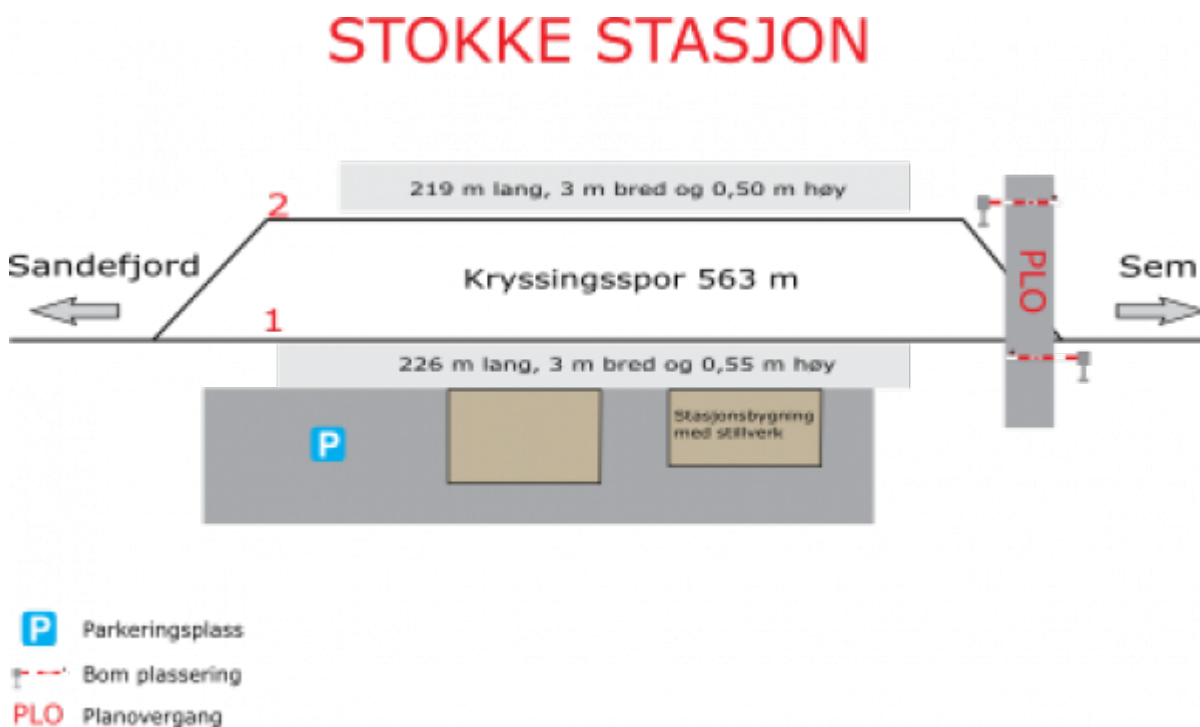 STOKKE STASJON
219 m lang, 3 m bred og 0,50 m høy
2
Sandefjord
Kryssingsspor 563 m
PLO
Sem
1
226 m lang, 3 m bred og 0,55 m høy
P
Stasjonsbygning
med stillverk
P Parkeringsplass
Bom plassering
PLO Planovergang